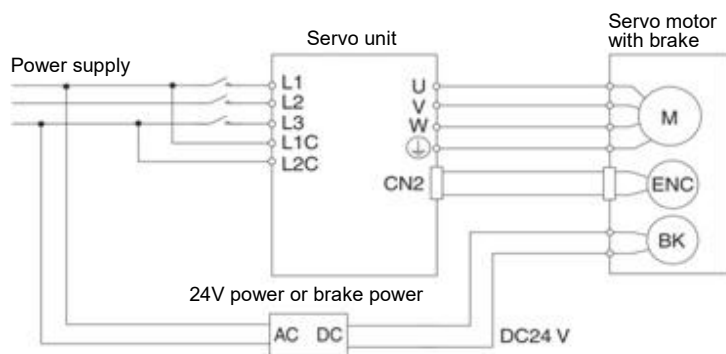 Servo motor
with brake
Servo unit
Power supply
L1
L2
L3
L1C
L2C
U
V
W
CN2
M
ENC
BK
24V power or brake power
AC DC
DC24 V